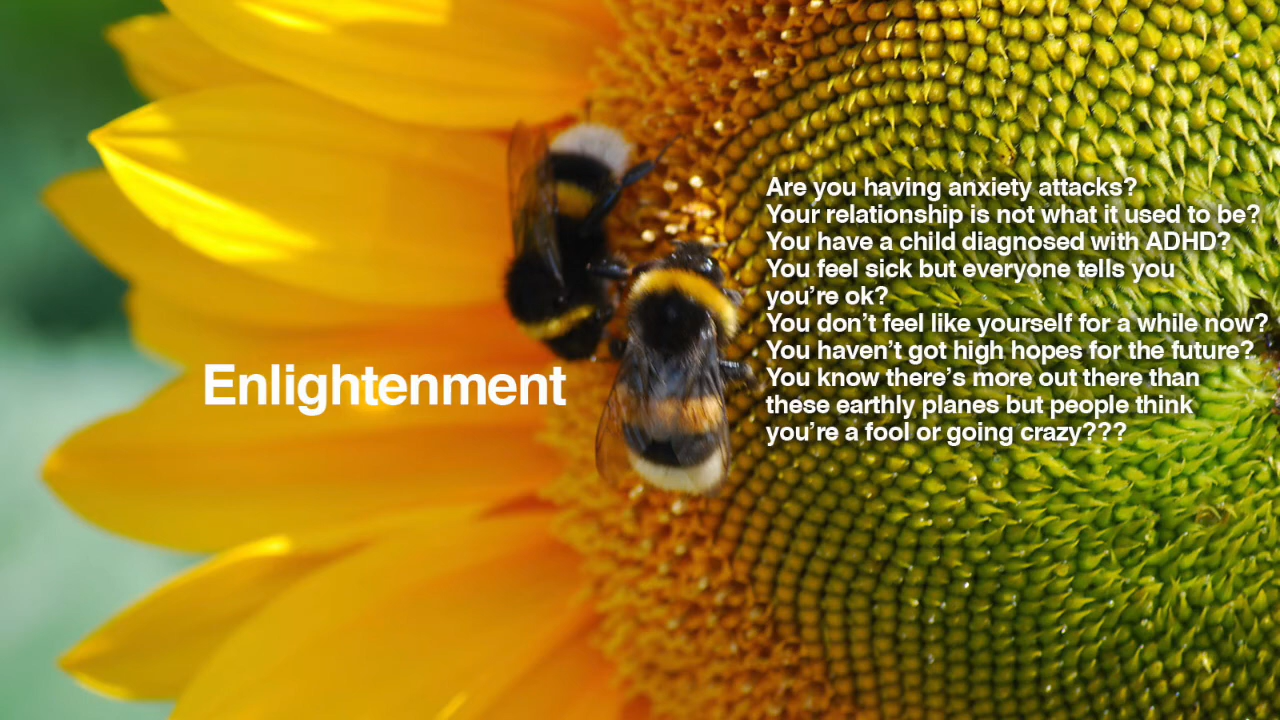 Enlightenment
Are you having anxiety attacks?
Your relationship is not what it used to be?
You have a child diagnosed with ADHD?
You feel sick but everyone tells you
you’re ok?
You don’t feel like yourself for a while now?
You haven’t got high hopes for the future?
You know there’s more out there than
these earthly planes but people think
you’re a fool or going crazy???